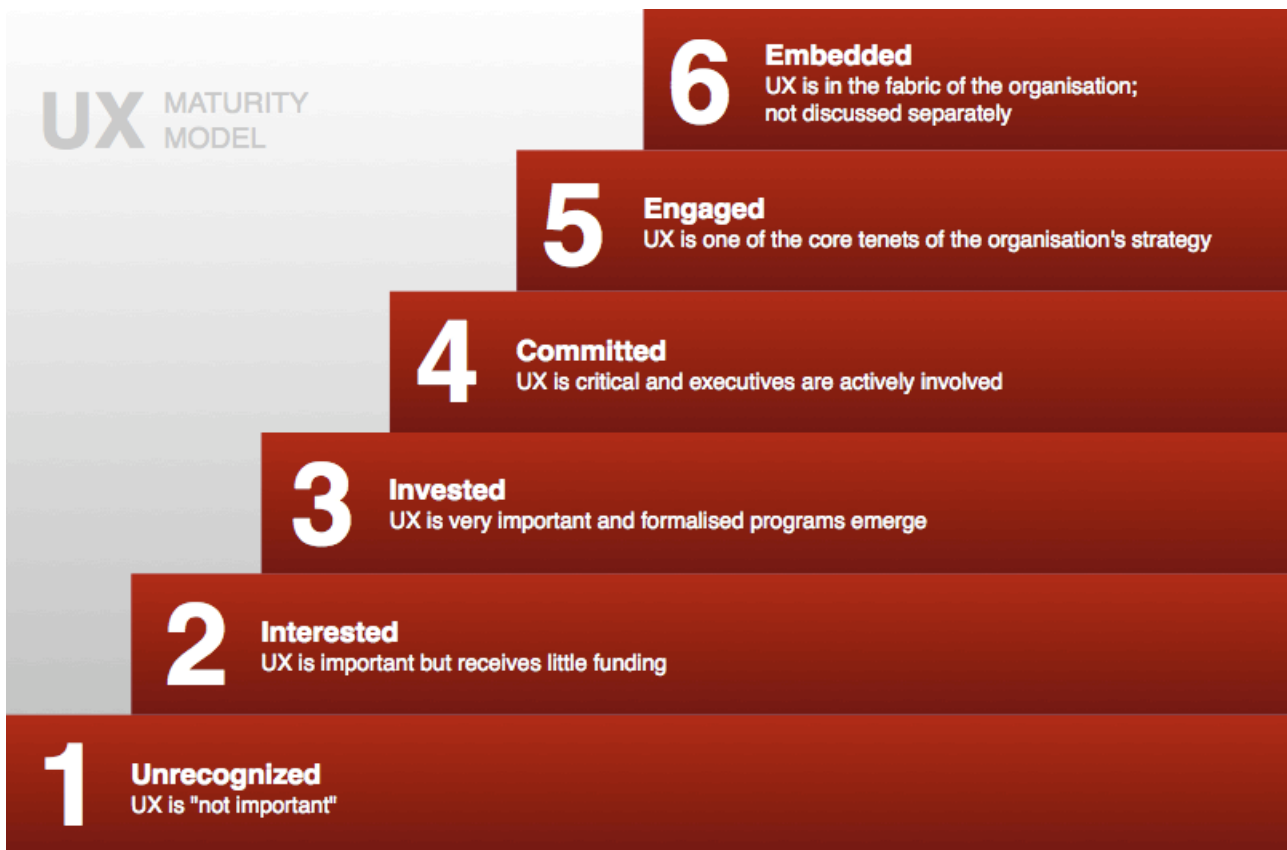 UX MATURITY
MODEL
6 Embedded
UX is in the fabric of the organisation;
not discussed separately
5 Engaged
UX is one of the core tenets of the organisation's strategy
4 Committed
UX is critical and executives are actively involved
3 Invested
UX is very important and formalised programs emerge
2 Interested
UX is important but receives little funding
1 Unrecognized
UX is "not important"